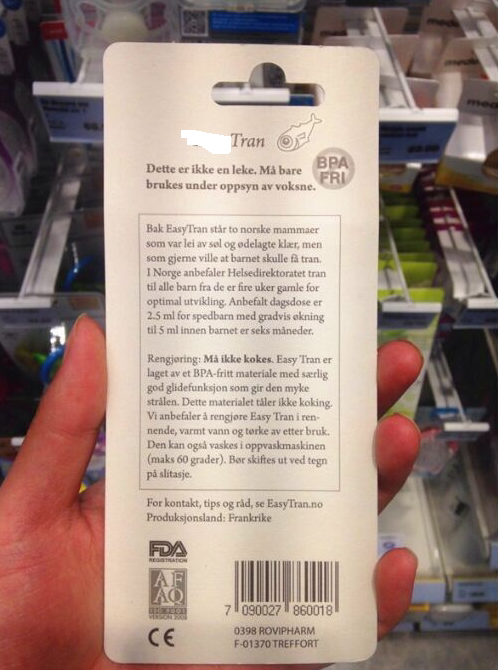 Tran
BPA
FRI
Dette er ikke en leke. Må bare
brukes under oppsyn av voksne.
Bak EasyTran står to norske mammaer
som var lei av søl og ødelagte klær, men
som gjerne ville at barnet skulle få tran.
I Norge anbefaler Helsedirektoratet tran
til alle barn fra de er fire uker gamle for
optimal utvikling. Anbefalt dagsdose er
2.5 ml for spedbarn med gradvis økning
til 5 ml innen barnet er seks måneder.
Rengjøring: Må ikke kokes. Easy Tran er
laget av et BPA-fritt materiale med særlig
god glidefunksjon som gir den myke
strålen. Dette materialet tåler ikke koking.
Vi anbefaler å rengjøre Easy Tran i ren-
nende, varmt vann og tørke av etter bruk.
Den kan også vaskes i oppvaskmaskinen
(maks 60 grader). Bør skiftes ut ved tegn
på slitasje.
For kontakt, tips og råd, se EasyTran.no
Produksjonsland: Frankrike
FDA
REGISTRATION
AF
AQ
ISO 9001
VERSION 2008
CE
7 090027 860018
0398 ROVIPHARM
F-01370 TREFFORT